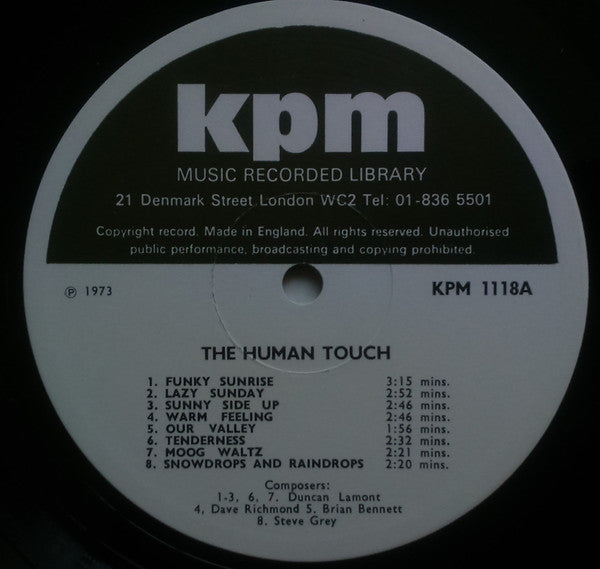 kpm
MUSIC RECORDED LIBRARY
21 Denmark Street London WC2 Tel: 01-836 5501
Copyright record. Made in England. All rights reserved. Unauthorised
public performance, broadcasting and copying prohibited.
℗ 1973 KPM 1118A
THE HUMAN TOUCH
1. FUNKY SUNRISE 3:15 mins.
2. LAZY SUNDAY 2:52 mins.
3. SUNNY SIDE UP 2:46 mins.
4. WARM FEELING 2:46 mins.
5. OUR VALLEY 1:56 mins.
6. TENDERNESS 2:32 mins.
7. MOOG WALTZ 2:21 mins.
8. SNOWDROPS AND RAINDROPS 2:20 mins.
Composers:
1-3, 6, 7. Duncan Lamont
4, Dave Richmond 5. Brian Bennett
8. Steve Grey